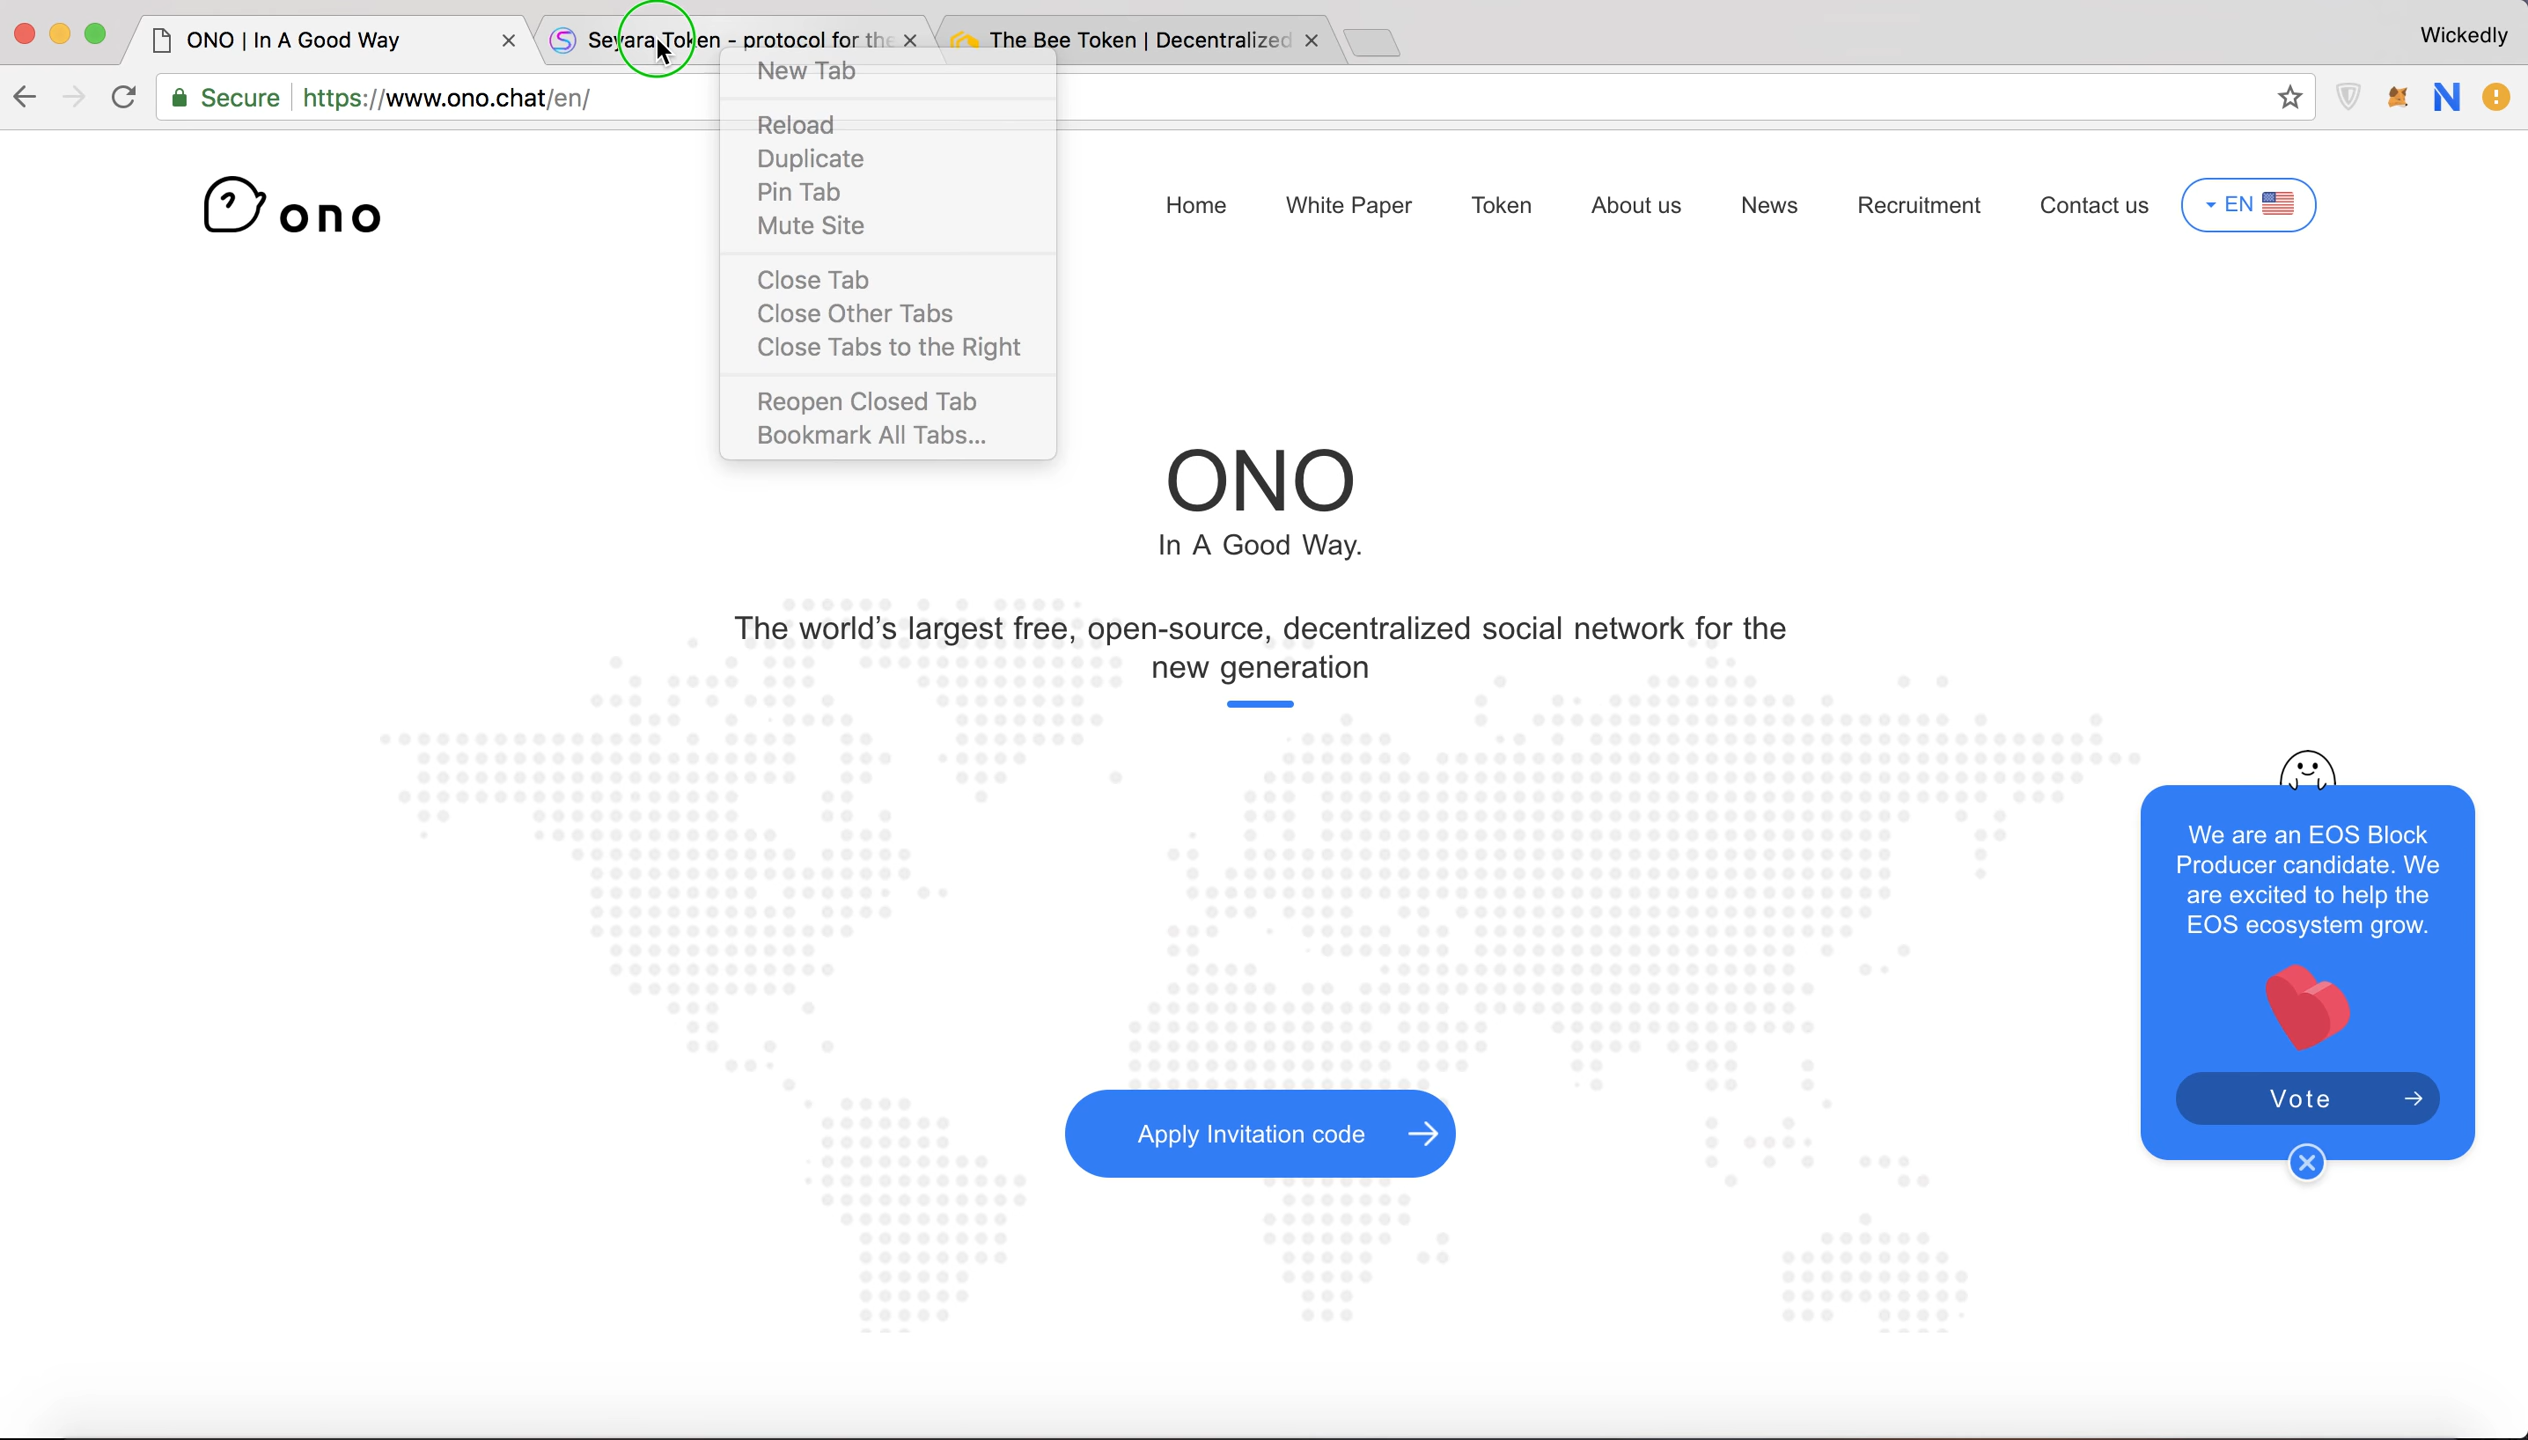 ONO | In A Good Way
Seyara Token - protocol for the
The Bee Token | Decentralized
Wickedly
Secure
https://www.ono.chat/en/
New Tab
Reload
Duplicate
Pin Tab
Mute Site
Close Tab
Close Other Tabs
Close Tabs to the Right
Reopen Closed Tab
Bookmark All Tabs...
ono
Home
White Paper
Token
About us
News
Recruitment
Contact us
EN
ONO
In A Good Way.
The world’s largest free, open-source, decentralized social network for the
new generation
Apply Invitation code
We are an EOS Block
Producer candidate. We
are excited to help the
EOS ecosystem grow.
Vote